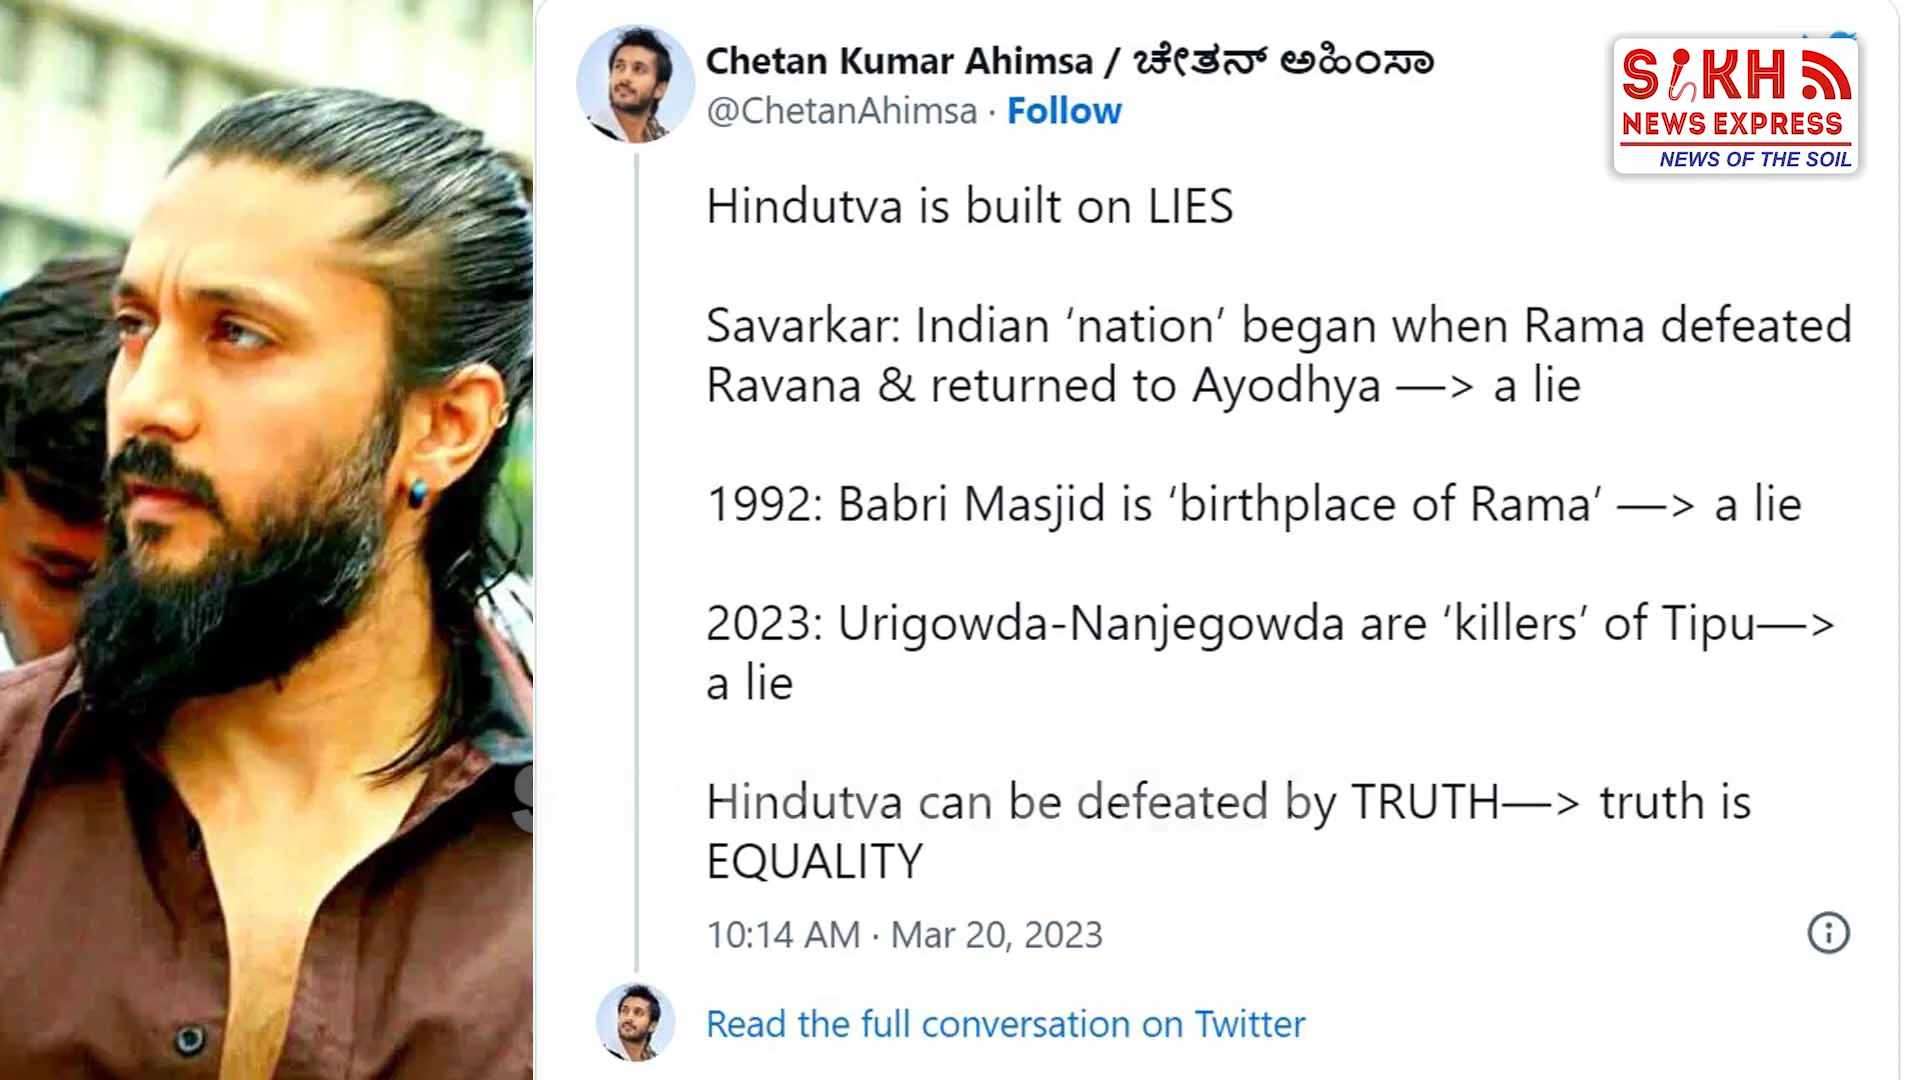 Chetan Kumar Ahimsa / ಚೇತನ್ ಅಹಿಂಸಾ
@ChetanAhimsa · Follow
SIKH
NEWS EXPRESS
NEWS OF THE SOIL
Hindutva is built on LIES
Savarkar: Indian ‘nation’ began when Rama defeated
Ravana & returned to Ayodhya —> a lie
1992: Babri Masjid is ‘birthplace of Rama’ —> a lie
2023: Urigowda-Nanjegowda are ‘killers’ of Tipu—>
a lie
SIKH NEWS EXPRESS
Hindutva can be defeated by TRUTH—> truth is
EQUALITY
10:14 AM · Mar 20, 2023
Read the full conversation on Twitter